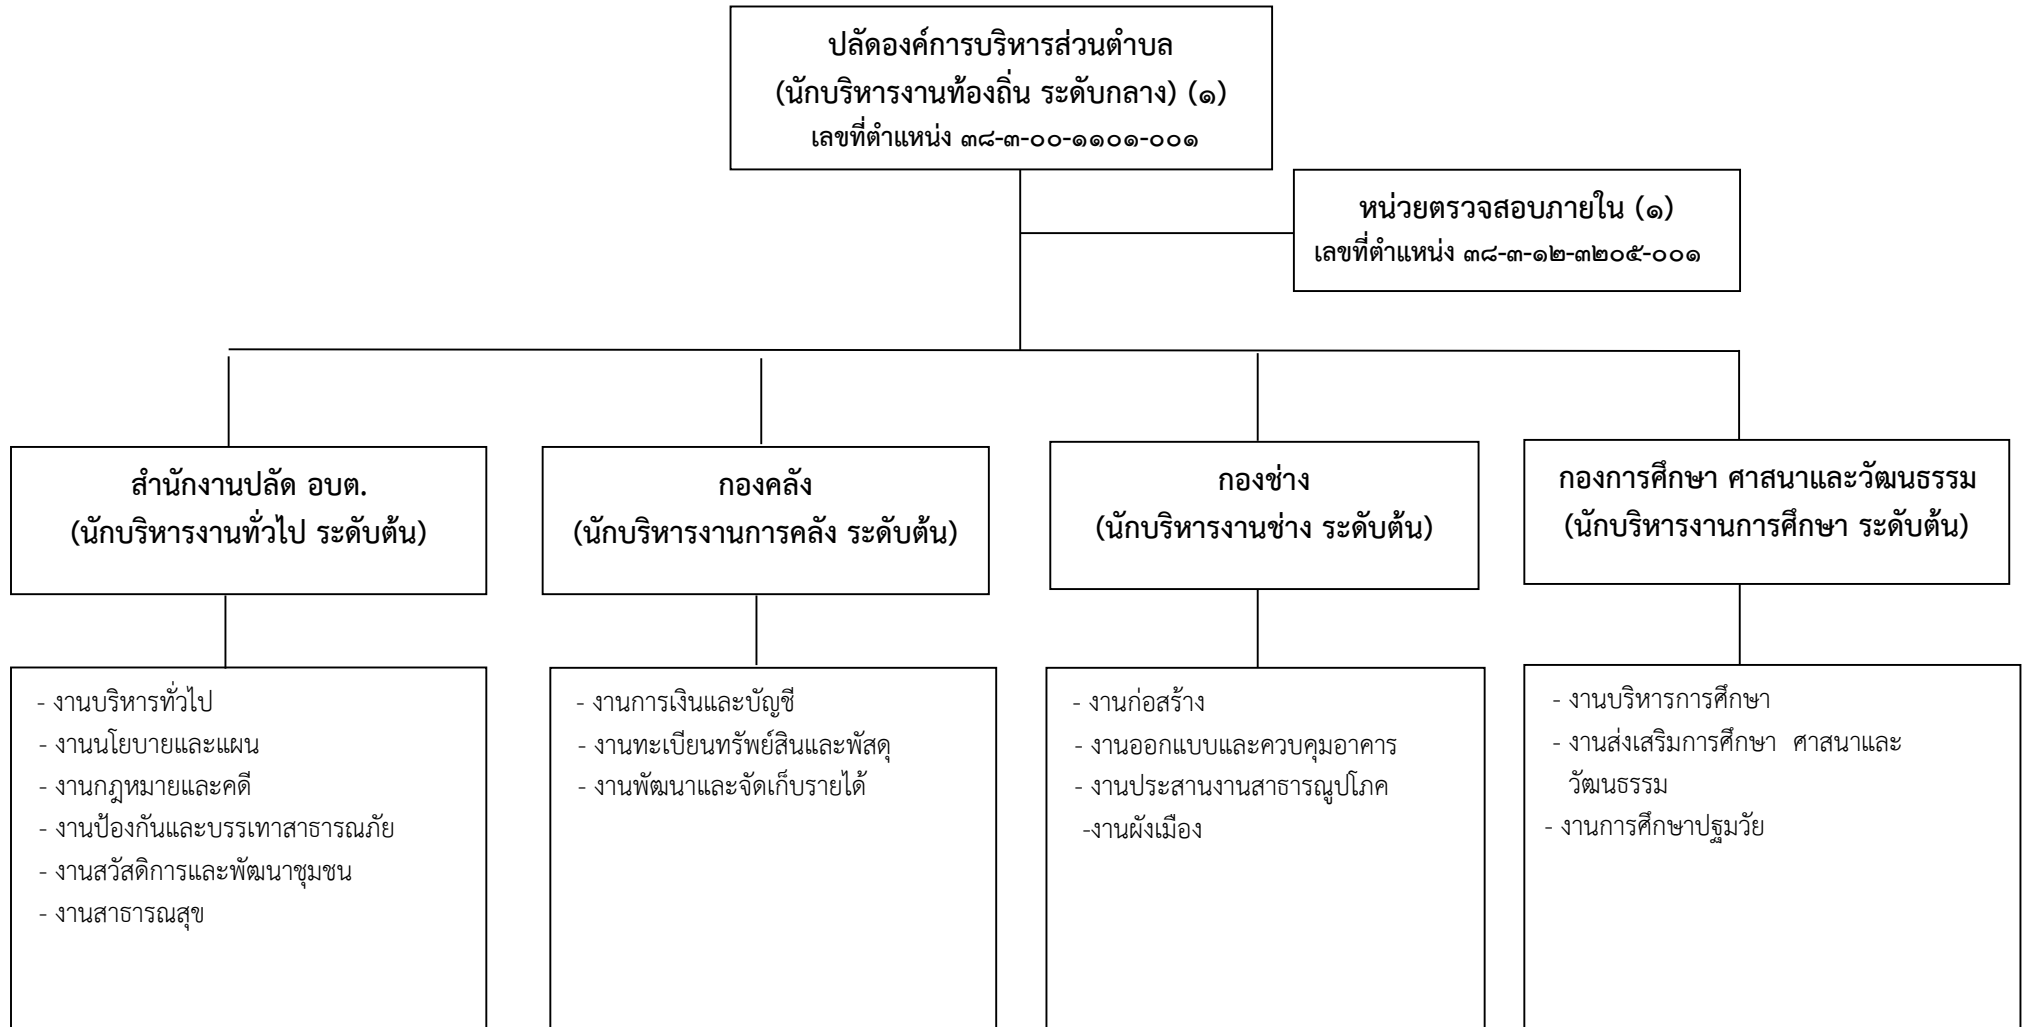 ปลัดองค์การบริหารส่วนตำบล
(นักบริหารงานท้องถิ่น ระดับกลาง) (๑)
เลขที่ตำแหน่ง ๓๘-๓-๐๐-๑๑๐๑-๐๐๑
หน่วยตรวจสอบภายใน (๑)
เลขที่ตำแหน่ง ๓๘-๓-๑๒-๓๒๐๕-๐๐๑
สำนักงานปลัด อบต.
(นักบริหารงานทั่วไป ระดับต้น)
กองคลัง
(นักบริหารงานการคลัง ระดับต้น)
กองช่าง
(นักบริหารงานช่าง ระดับต้น)
กองการศึกษา ศาสนาและวัฒนธรรม
(นักบริหารงานการศึกษา ระดับต้น)
- งานบริหารทั่วไป
- งานนโยบายและแผน
- งานกฎหมายและคดี
- งานป้องกันและบรรเทาสาธารณภัย
- งานสวัสดิการและพัฒนาชุมชน
- งานสาธารณสุข
- งานการเงินและบัญชี
- งานทะเบียนทรัพย์สินและพัสดุ
- งานพัฒนาและจัดเก็บรายได้
- งานก่อสร้าง
- งานออกแบบและควบคุมอาคาร
- งานประสานงานสาธารณูปโภค
-งานผังเมือง
- งานบริหารการศึกษา
- งานส่งเสริมการศึกษา ศาสนาและ
วัฒนธรรม
- งานการศึกษาปฐมวัย